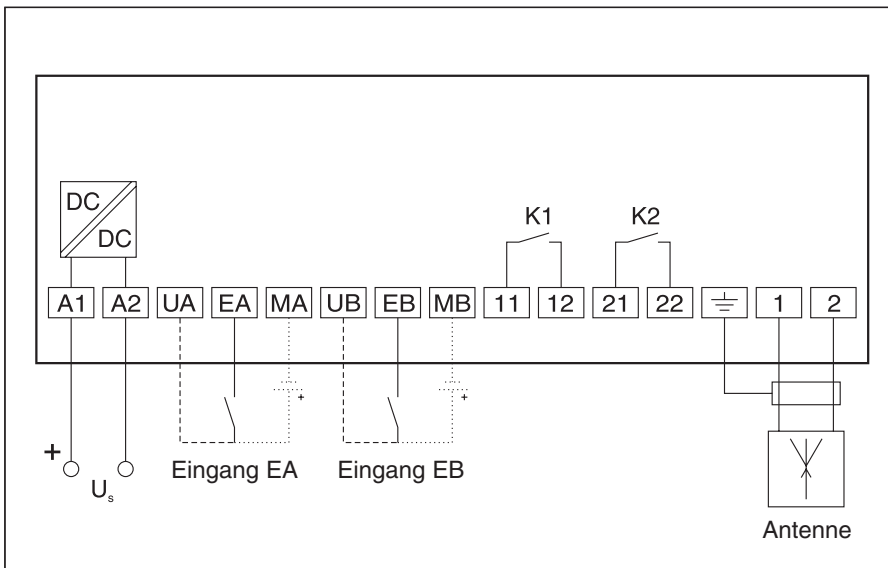 DC
DC
K1 K2
A1 A2 UA EA MA UB EB MB 11 12 21 22 1 2
+ +
+
Us
Eingang EA Eingang EB
Antenne